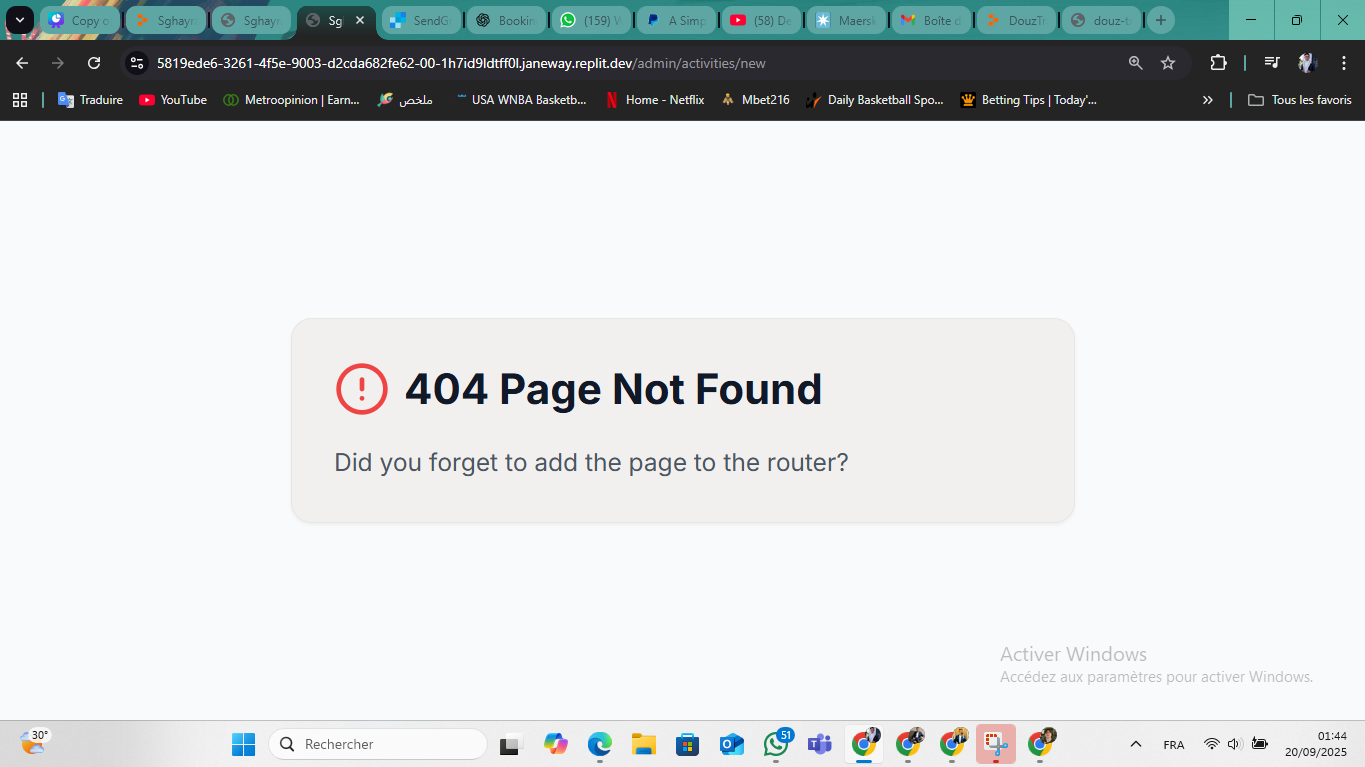 Copy o
Sghayr
Sghayr
Sgl
SendG
Bookin
(159) W
A Simp
(58) De
Maersk
Boîte d
DouzTr
douz-t
5819ede6-3261-4f5e-9003-d2cda682fe62-00-1h7id9ldtff0l.janeway.replit.dev/admin/activities/new
Traduire
YouTube
Metroopinion | Earn...
ملخص
USA WNBA Basketb...
Home - Netflix
Mbet216
Daily Basketball Spo...
Betting Tips | Today'...
Tous les favoris
404 Page Not Found
Did you forget to add the page to the router?
Activer Windows
Accédez aux paramètres pour activer Windows.
30°
Rechercher
51
FRA
01:44
20/09/2025